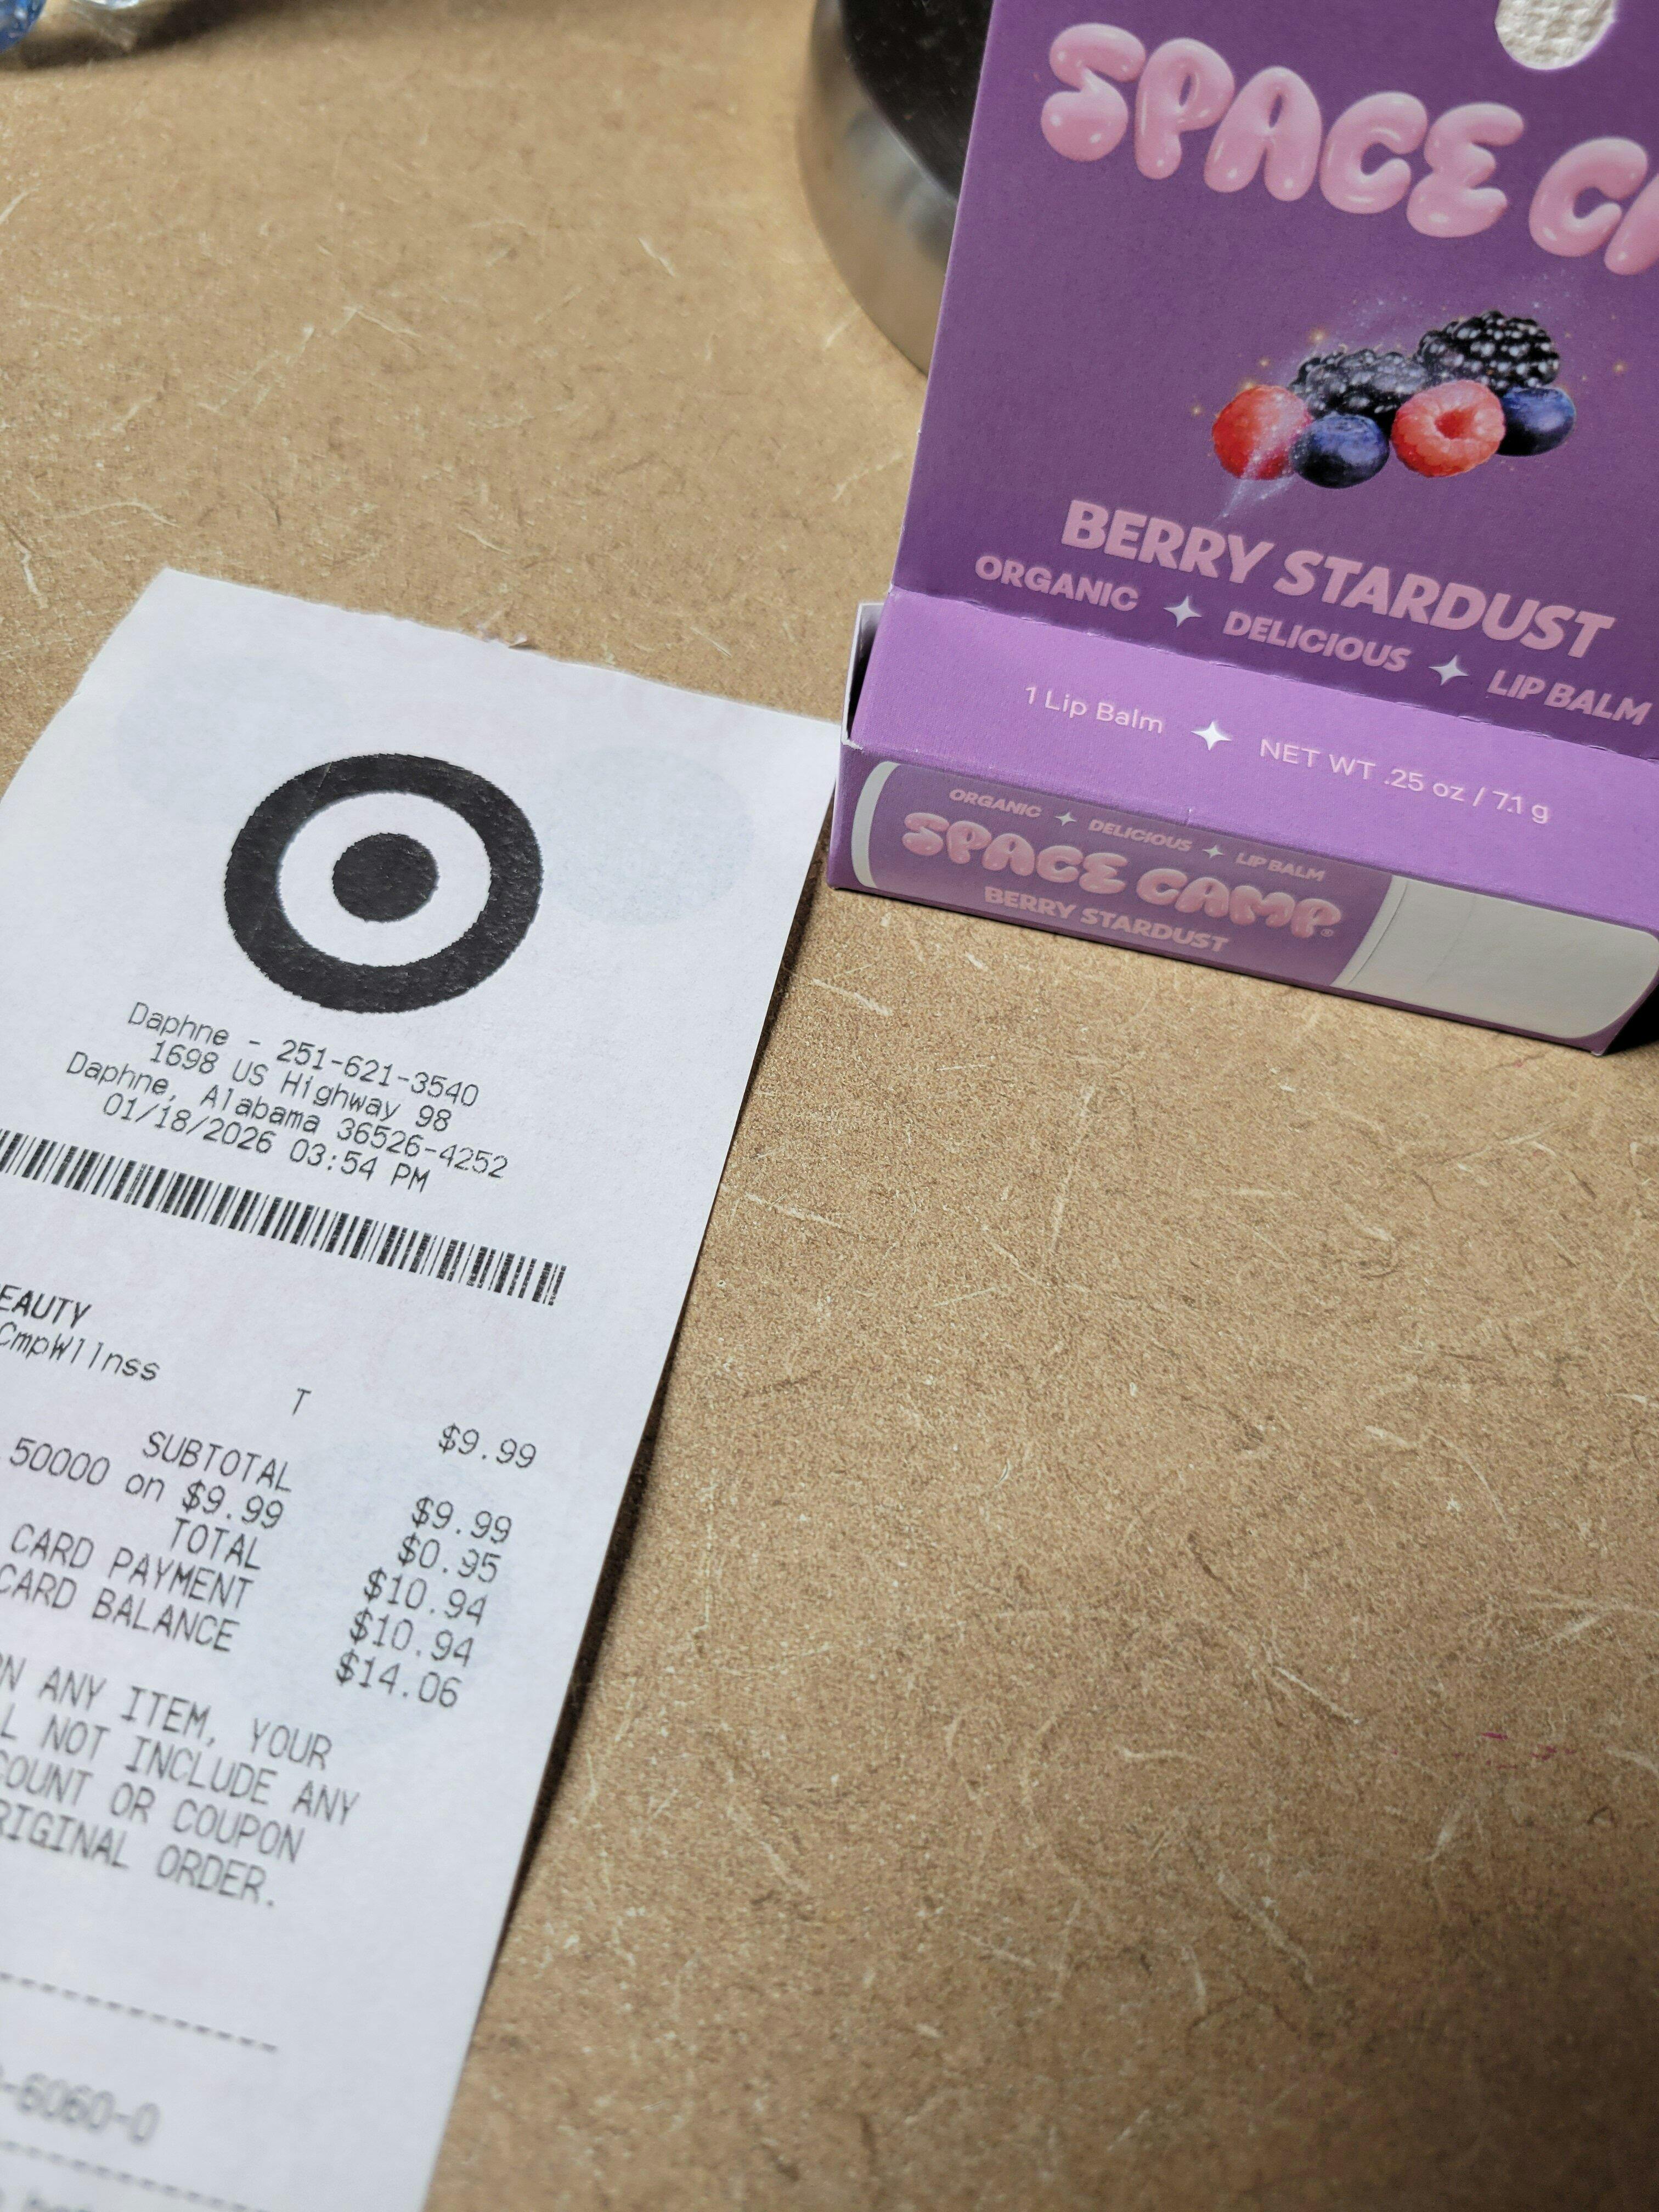 Daphne - 251-621-3540
1698 US Highway 98
Daphne, Alabama 36526-4252
01/18/2026 03:54 PM
EAUTY
CmpWllnss
T $9.99
SUBTOTAL $9.99
50000 on $9.99 $0.95
TOTAL $10.94
CARD PAYMENT $10.94
CARD BALANCE $14.06
ON ANY ITEM, YOUR
L NOT INCLUDE ANY
COUNT OR COUPON
RIGINAL ORDER.
-6060-0
SPACE CA
BERRY STARDUST
ORGANIC ✦ DELICIOUS ✦ LIP BALM
1 Lip Balm ✦ NET WT .25 oz / 7.1 g
ORGANIC ✦ DELICIOUS ✦ LIP BALM
SPACE CAMP®
BERRY STARDUST